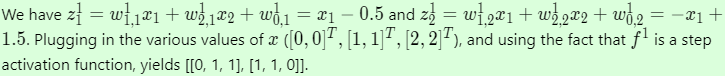 We have z_1^1 = w_{1,1}^1 x_1 + w_{2,1}^1 x_2 + w_{0,1}^1 = x_1 − 0.5 and z_2^1 = w_{1,2}^1 x_1 + w_{2,2}^1 x_2 + w_{0,2}^1 = −x_1 +
1.5. Plugging in the various values of x ([0, 0]^T, [1, 1]^T, [2, 2]^T), and using the fact that f^1 is a step
activation function, yields [[0, 1, 1], [1, 1, 0]].